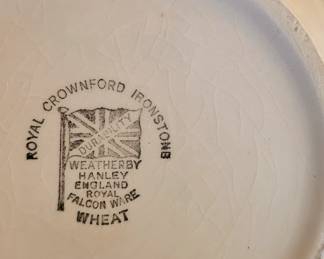 ROYAL CROWNFORD IRONSTONE
DURABILITY
WEATHERBY
HANLEY
ENGLAND
ROYAL
FALCON WARE
WHEAT